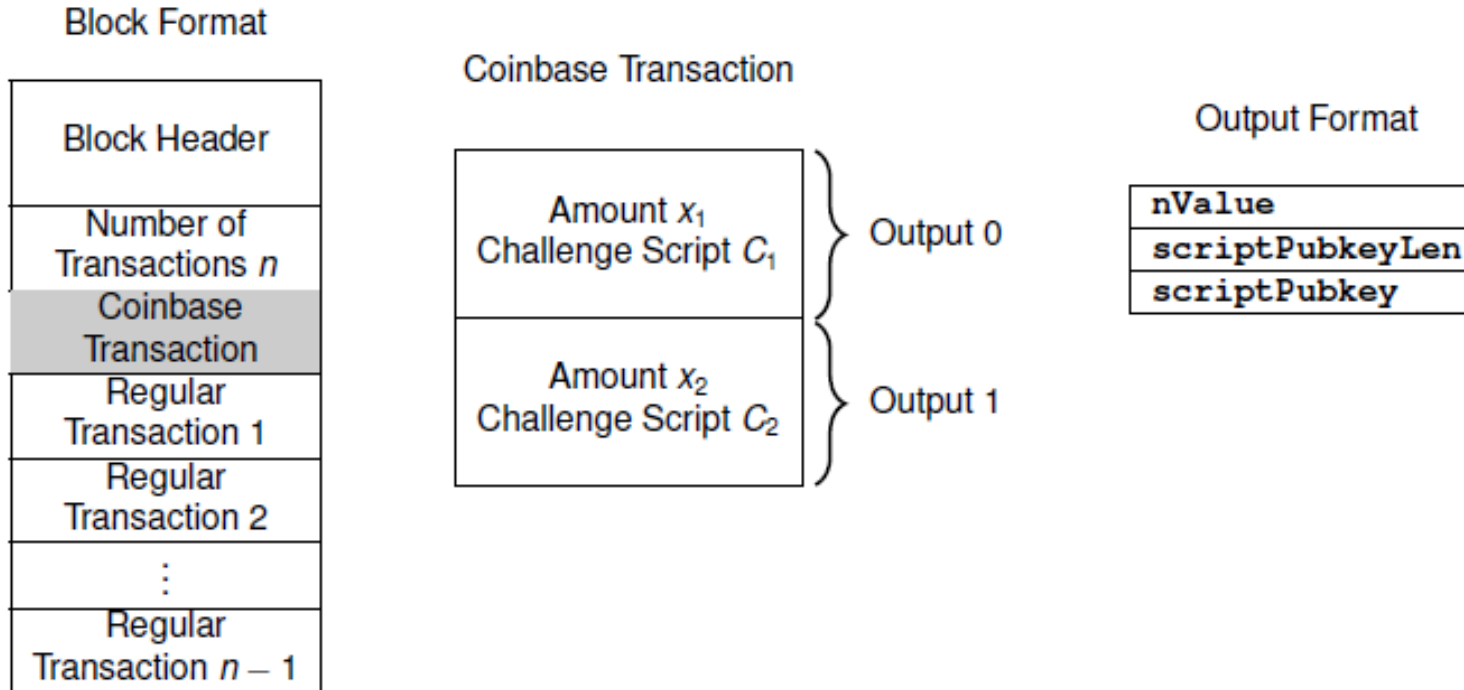 Block Format
Block Header
Number of
Transactions n
Coinbase
Transaction
Regular
Transaction 1
Regular
Transaction 2
⋮
Regular
Transaction n − 1
Coinbase Transaction
Amount x₁
Challenge Script C₁
Output 0
Amount x₂
Challenge Script C₂
Output 1
Output Format
nValue
scriptPubkeyLen
scriptPubkey